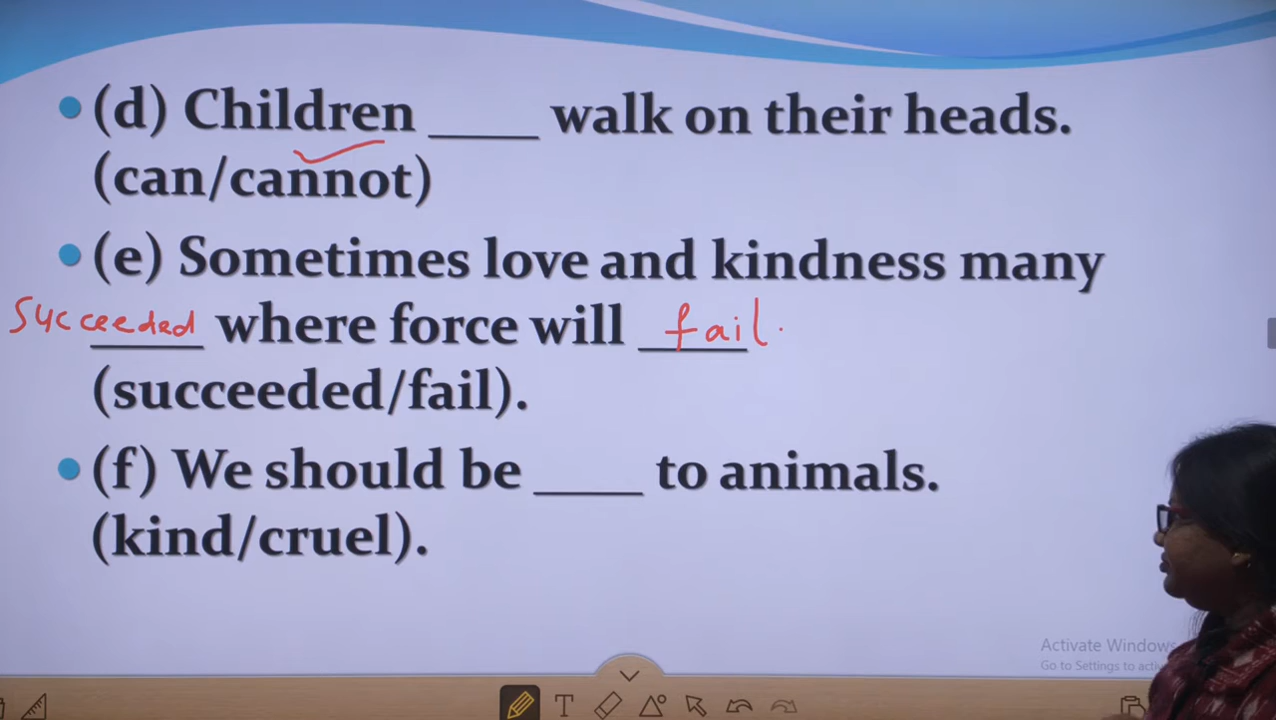 (d) Children ____ walk on their heads.
(can/cannot)
(e) Sometimes love and kindness many
succeeded where force will fail.
(succeeded/fail).
(f) We should be ____ to animals.
(kind/cruel).
Activate Windows
Go to Settings to activ